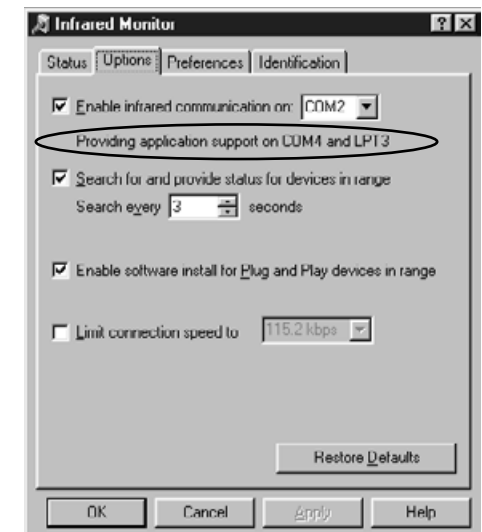 Infrared Monitor
Status Options Preferences Identification
Enable infrared communication on: COM2
Providing application support on COM4 and LPT3
Search for and provide status for devices in range
Search every 3 seconds
Enable software install for Plug and Play devices in range
Limit connection speed to 115.2 kbps
Restore Defaults
OK Cancel Apply Help